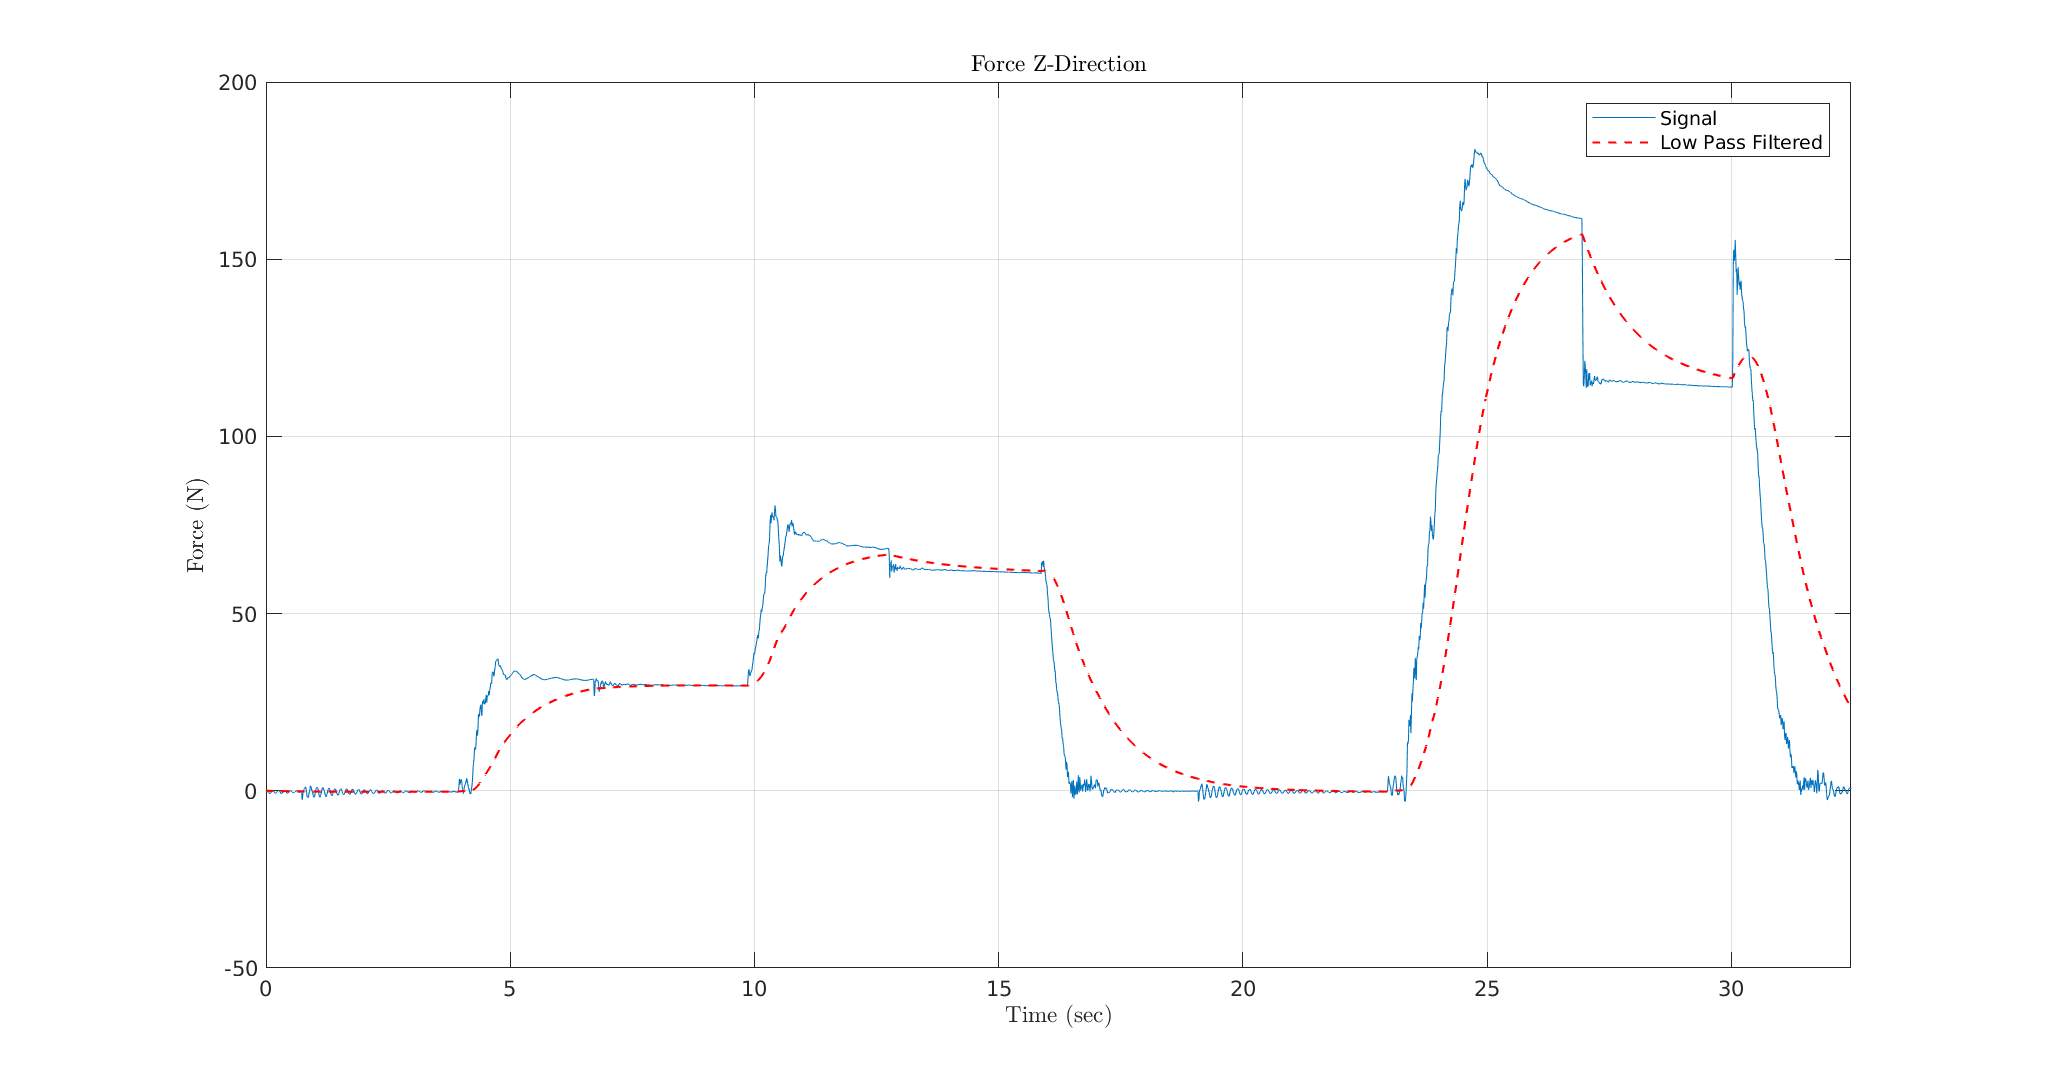 Force Z-Direction
200
150
100
50
0
-50
Force (N)
Signal
Low Pass Filtered
0 5 10 15 20 25 30
Time (sec)